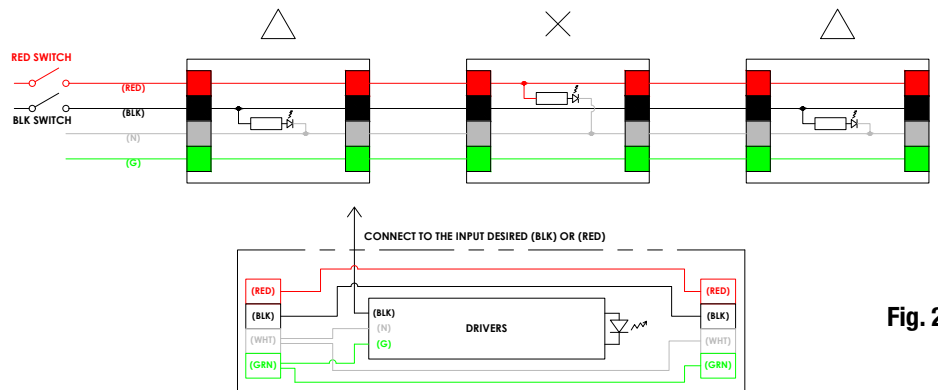 RED SWITCH
(RED)
(BLK)
BLK SWITCH
(N)
(G)
CONNECT TO THE INPUT DESIRED (BLK) OR (RED)
(RED)
(RED)
(BLK)
(BLK)
(BLK)
DRIVERS
(N)
(WHT)
(WHT)
(G)
(GRN)
(GRN)
Fig. 2